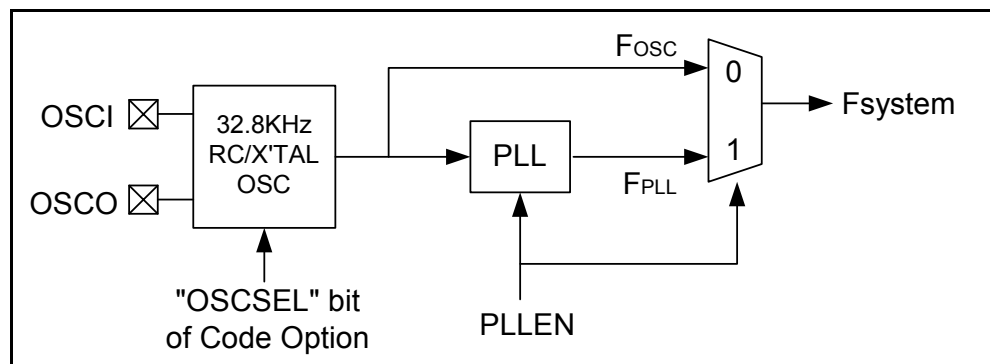 FOSC
0
OSCI
32.8KHz
RC/X'TAL
OSC
Fsystem
PLL
1
FPLL
OSCO
"OSCSEL" bit
of Code Option
PLLEN